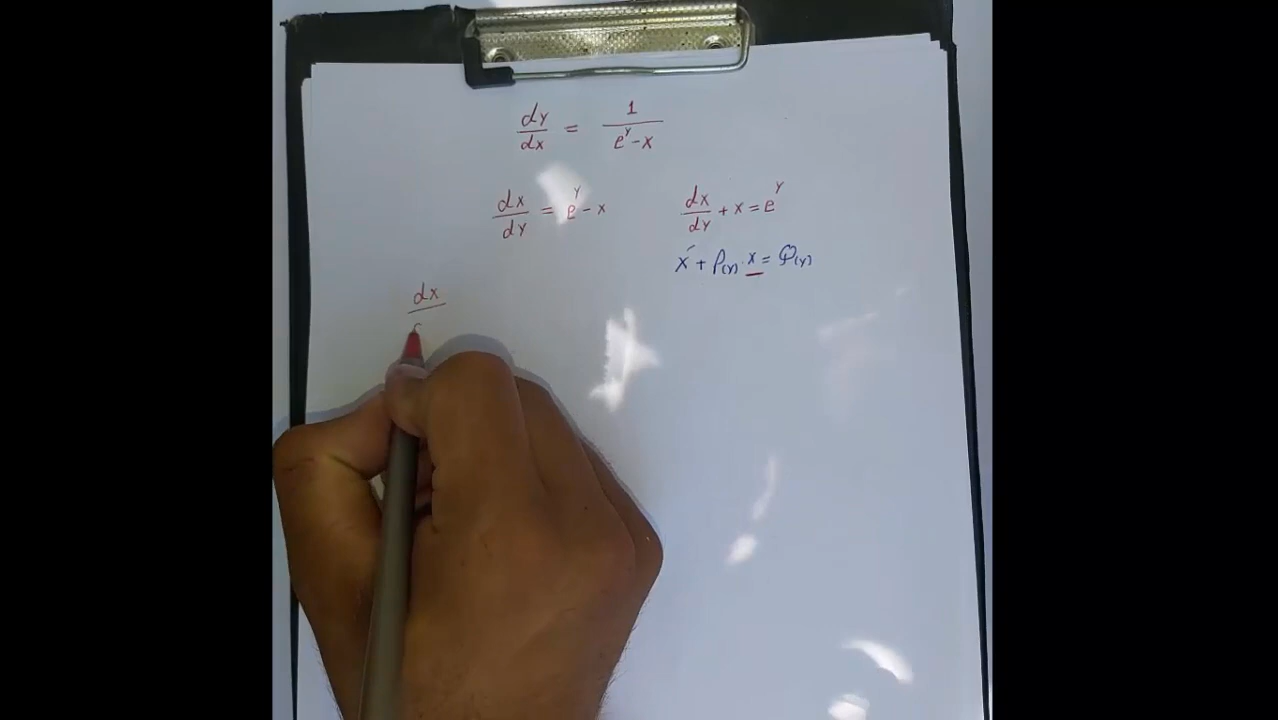 dy/dx = 1/(e^y - x)
dx/dy = e^y - x    dx/dy + x = e^y
x' + P(y) · x = Q(y)
dx